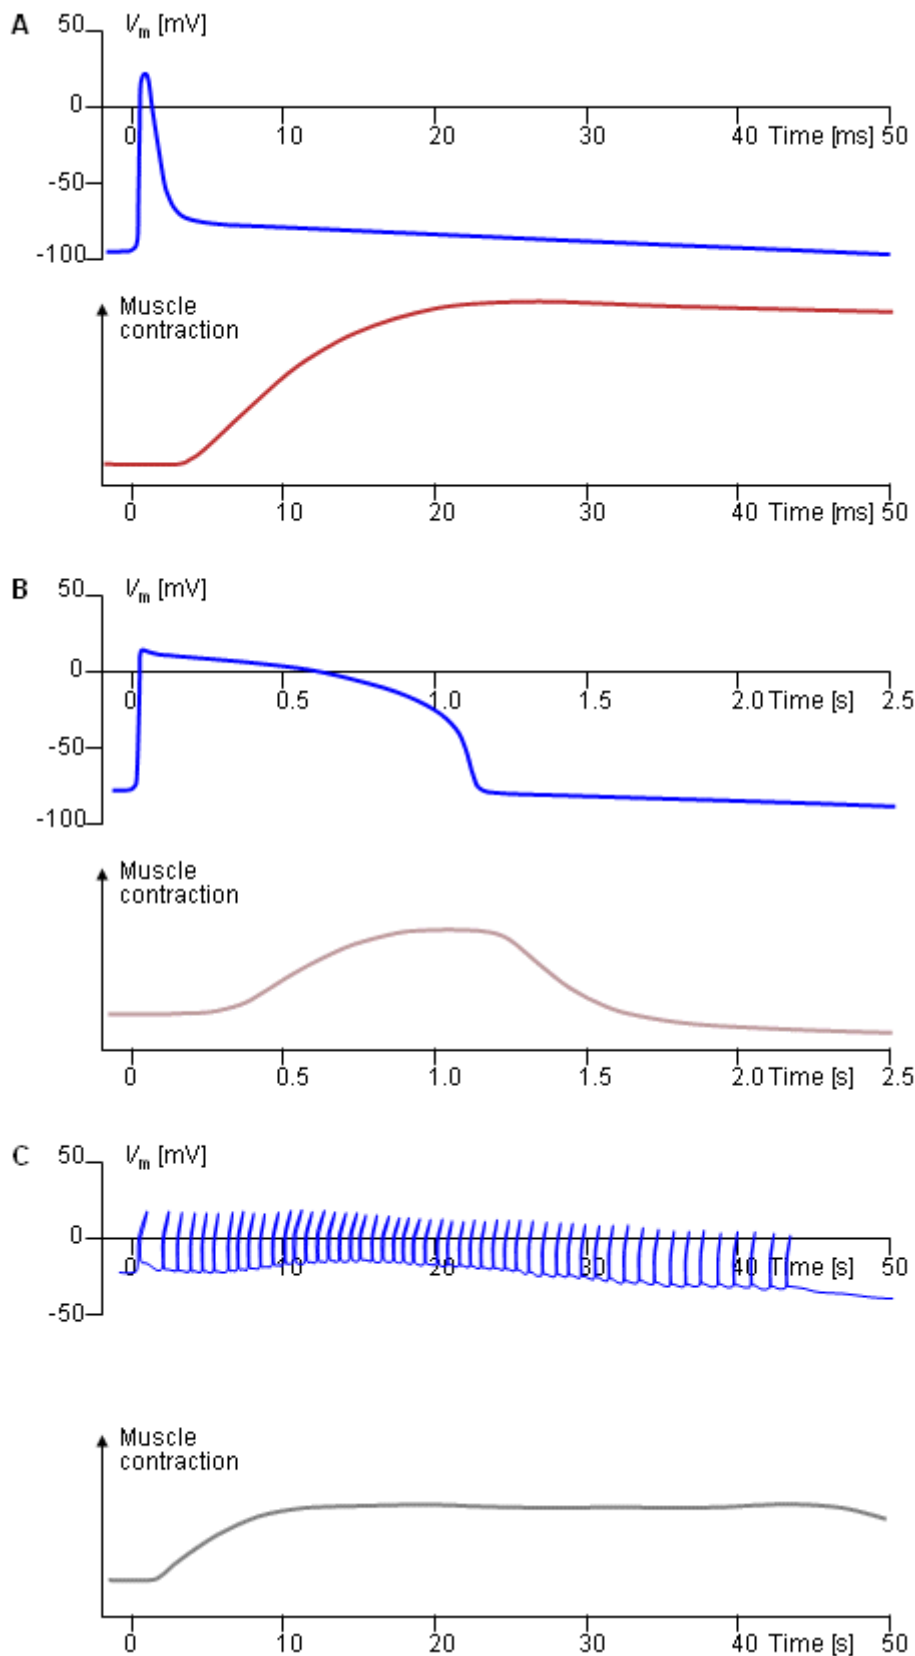 A 50 Vm [mV]
0
0 10 20 30 40 Time [ms] 50
-50
-100
Muscle
contraction
0 10 20 30 40 Time [ms] 50
B 50 Vm [mV]
0
0 0.5 1.0 1.5 2.0 Time [s] 2.5
-50
-100
Muscle
contraction
0 0.5 1.0 1.5 2.0 Time [s] 2.5
C 50 Vm [mV]
0
0 10 20 30 40 Time [s] 50
-50
Muscle
contraction
0 10 20 30 40 Time [s] 50